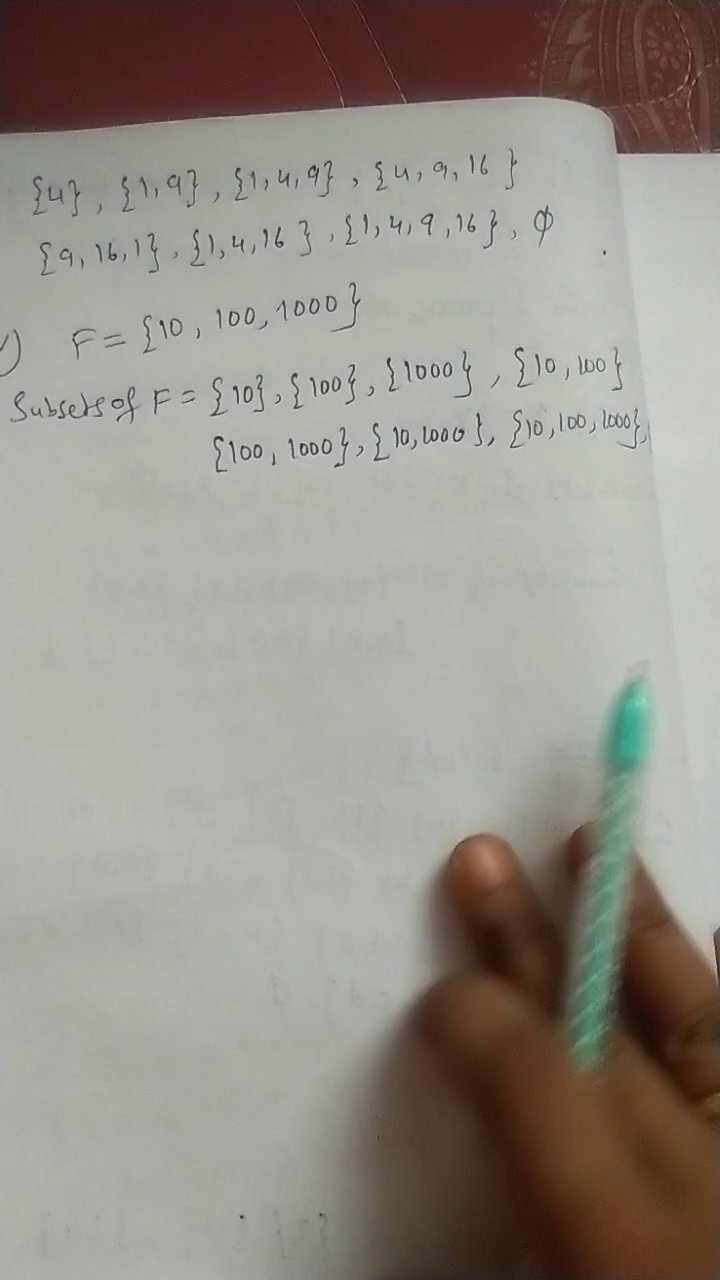 {4}, {1,9}, {1,4,9}, {4, 9, 16}
{9, 16, 1}, {1, 4, 16}, {1, 4, 9, 16}, ϕ
) F = {10, 100, 1000}
Subsets of F = {10}, {100}, {1000}, {10, 100}
{100, 1000}, {10, 1000}, {10, 100, 1000},